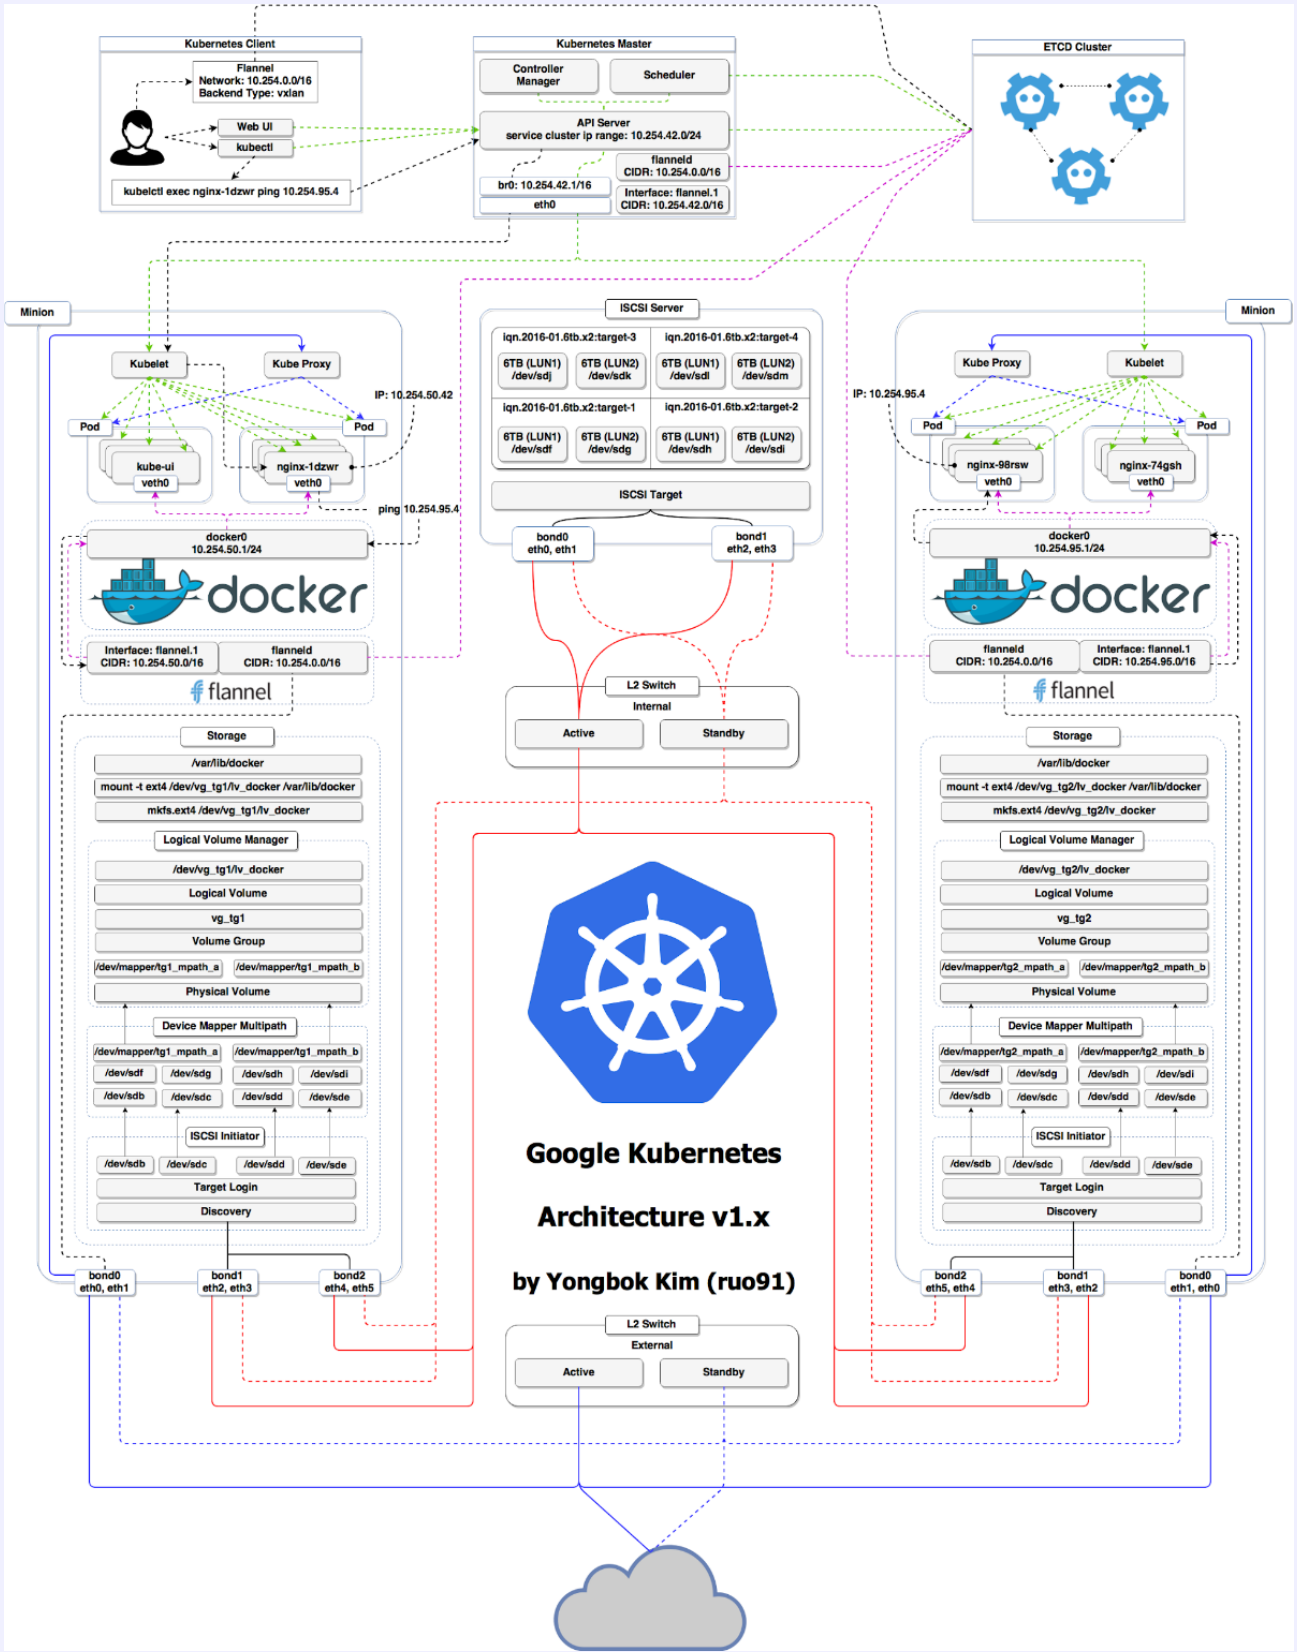 Kubernetes Client
Flannel
Network: 10.254.0.0/16
Backend Type: vxlan
Web UI
kubectl
kubelctl exec nginx-1dzwr ping 10.254.95.4
Kubernetes Master
Controller
Manager
Scheduler
API Server
service cluster ip range: 10.254.42.0/24
flanneld
CIDR: 10.254.0.0/16
br0: 10.254.42.1/16
eth0
Interface: flannel.1
CIDR: 10.254.42.0/16
ETCD Cluster
Minion
Kubelet
Kube Proxy
IP: 10.254.50.42
Pod
Pod
kube-ui
veth0
nginx-1dzwr
veth0
ping 10.254.95.4
docker0
10.254.50.1/24
docker
Interface: flannel.1
CIDR: 10.254.50.0/16
flanneld
CIDR: 10.254.0.0/16
flannel
Storage
/var/lib/docker
mount -t ext4 /dev/vg_tg1/lv_docker /var/lib/docker
mkfs.ext4 /dev/vg_tg1/lv_docker
Logical Volume Manager
/dev/vg_tg1/lv_docker
Logical Volume
vg_tg1
Volume Group
/dev/mapper/tg1_mpath_a
/dev/mapper/tg1_mpath_b
Physical Volume
Device Mapper Multipath
/dev/mapper/tg1_mpath_a
/dev/mapper/tg1_mpath_b
/dev/sdf
/dev/sdg
/dev/sdh
/dev/sdi
/dev/sdb
/dev/sdc
/dev/sdd
/dev/sde
ISCSI Initiator
/dev/sdb
/dev/sdc
/dev/sdd
/dev/sde
Target Login
Discovery
bond0
eth0, eth1
bond1
eth2, eth3
bond2
eth4, eth5
ISCSI Server
iqn.2016-01.6tb.x2:target-3
6TB (LUN1)
/dev/sdj
6TB (LUN2)
/dev/sdk
iqn.2016-01.6tb.x2:target-4
6TB (LUN1)
/dev/sdl
6TB (LUN2)
/dev/sdm
iqn.2016-01.6tb.x2:target-1
6TB (LUN1)
/dev/sdf
6TB (LUN2)
/dev/sdg
iqn.2016-01.6tb.x2:target-2
6TB (LUN1)
/dev/sdh
6TB (LUN2)
/dev/sdi
ISCSI Target
bond0
eth0, eth1
bond1
eth2, eth3
L2 Switch
Internal
Active
Standby
Google Kubernetes
Architecture v1.x
by Yongbok Kim (ruo91)
L2 Switch
External
Active
Standby
Minion
Kube Proxy
Kubelet
IP: 10.254.95.4
Pod
Pod
nginx-98rsw
veth0
nginx-74gsh
veth0
docker0
10.254.95.1/24
docker
flanneld
CIDR: 10.254.0.0/16
Interface: flannel.1
CIDR: 10.254.95.0/16
flannel
Storage
/var/lib/docker
mount -t ext4 /dev/vg_tg2/lv_docker /var/lib/docker
mkfs.ext4 /dev/vg_tg2/lv_docker
Logical Volume Manager
/dev/vg_tg2/lv_docker
Logical Volume
vg_tg2
Volume Group
/dev/mapper/tg2_mpath_a
/dev/mapper/tg2_mpath_b
Physical Volume
Device Mapper Multipath
/dev/mapper/tg2_mpath_a
/dev/mapper/tg2_mpath_b
/dev/sdf
/dev/sdg
/dev/sdh
/dev/sdi
/dev/sdb
/dev/sdc
/dev/sdd
/dev/sde
ISCSI Initiator
/dev/sdb
/dev/sdc
/dev/sdd
/dev/sde
Target Login
Discovery
bond2
eth5, eth4
bond1
eth3, eth2
bond0
eth1, eth0